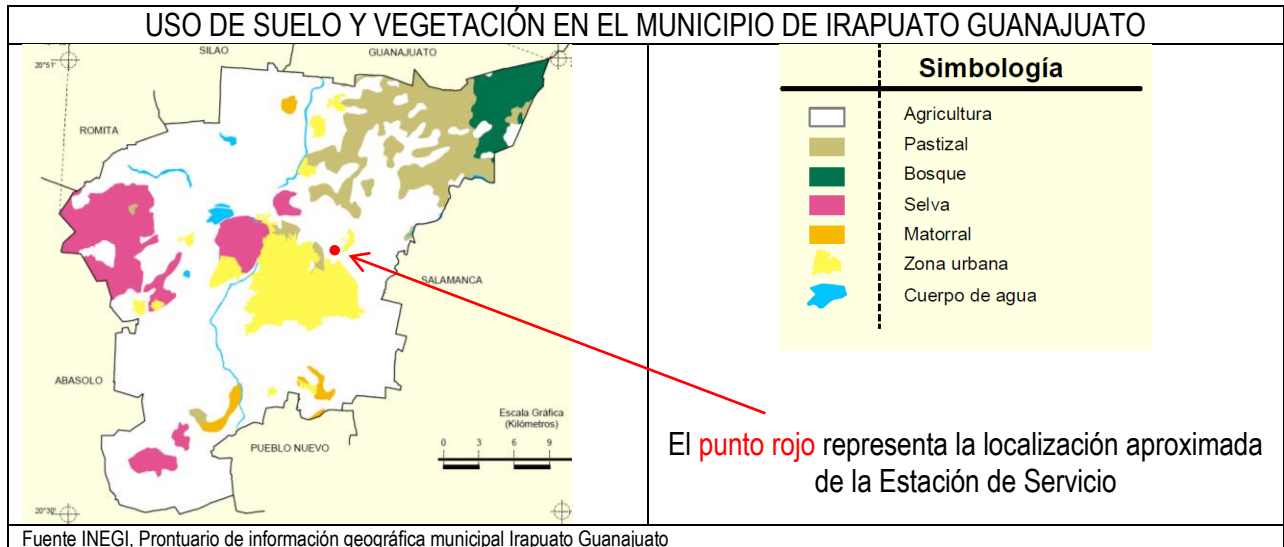 USO DE SUELO Y VEGETACIÓN EN EL MUNICIPIO DE IRAPUATO GUANAJUATO
SILAO
GUANAJUATO
20°51'
ROMITA
SALAMANCA
ABASOLO
PUEBLO NUEVO
Escala Gráfica
(Kilómetros)
0 3 6 9
20°30'
Simbología
Agricultura
Pastizal
Bosque
Selva
Matorral
Zona urbana
Cuerpo de agua
El punto rojo representa la localización aproximada
de la Estación de Servicio
Fuente INEGI, Prontuario de información geográfica municipal Irapuato Guanajuato